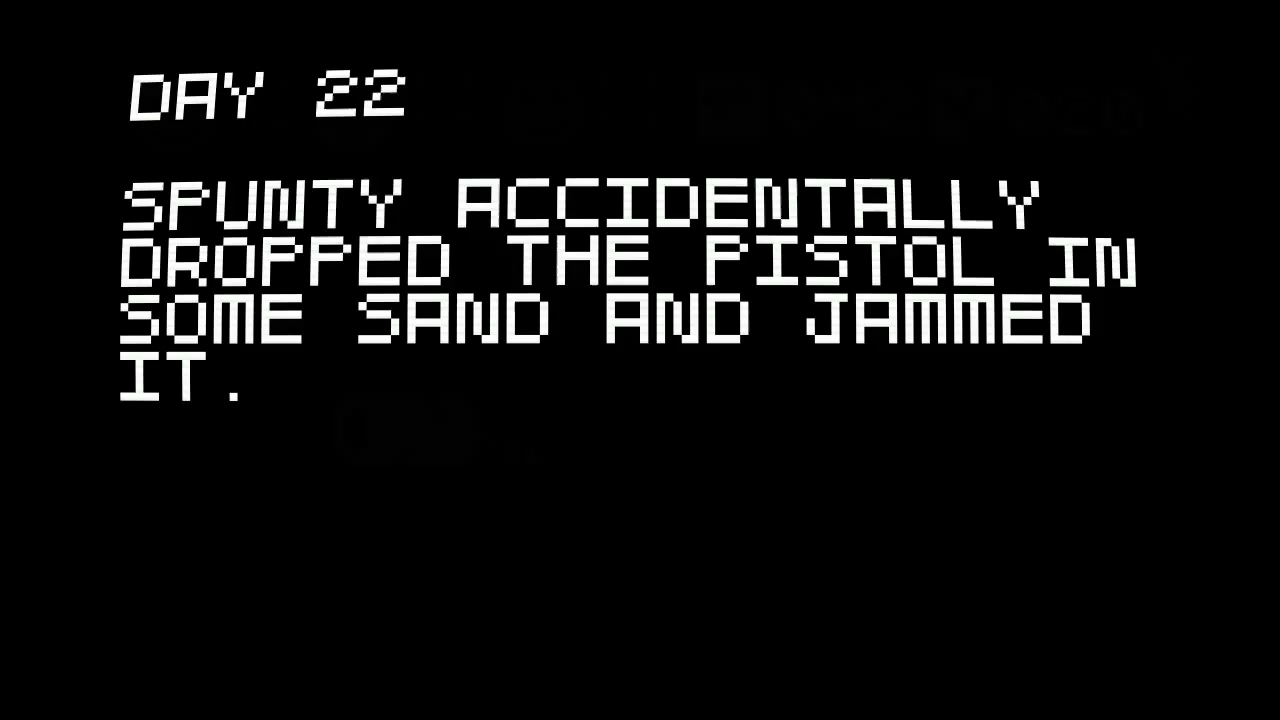 DAY 22
SPUNTY ACCIDENTALLY
DROPPED THE PISTOL IN
SOME SAND AND JAMMED
IT.